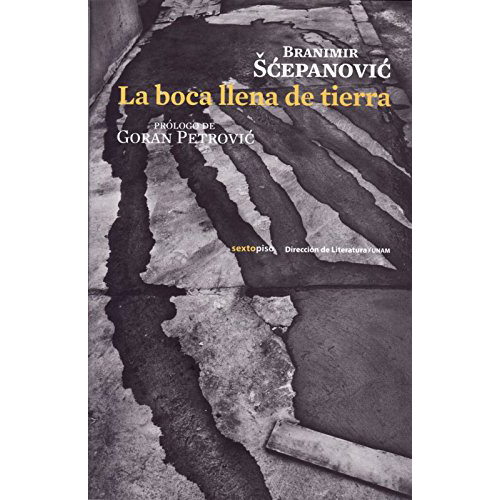 BRANIMIR
ŠĆEPANOVIĆ
La boca llena de tierra
PRÓLOGO DE
GORAN PETROVIĆ
sextopiso Dirección de Literatura / UNAM